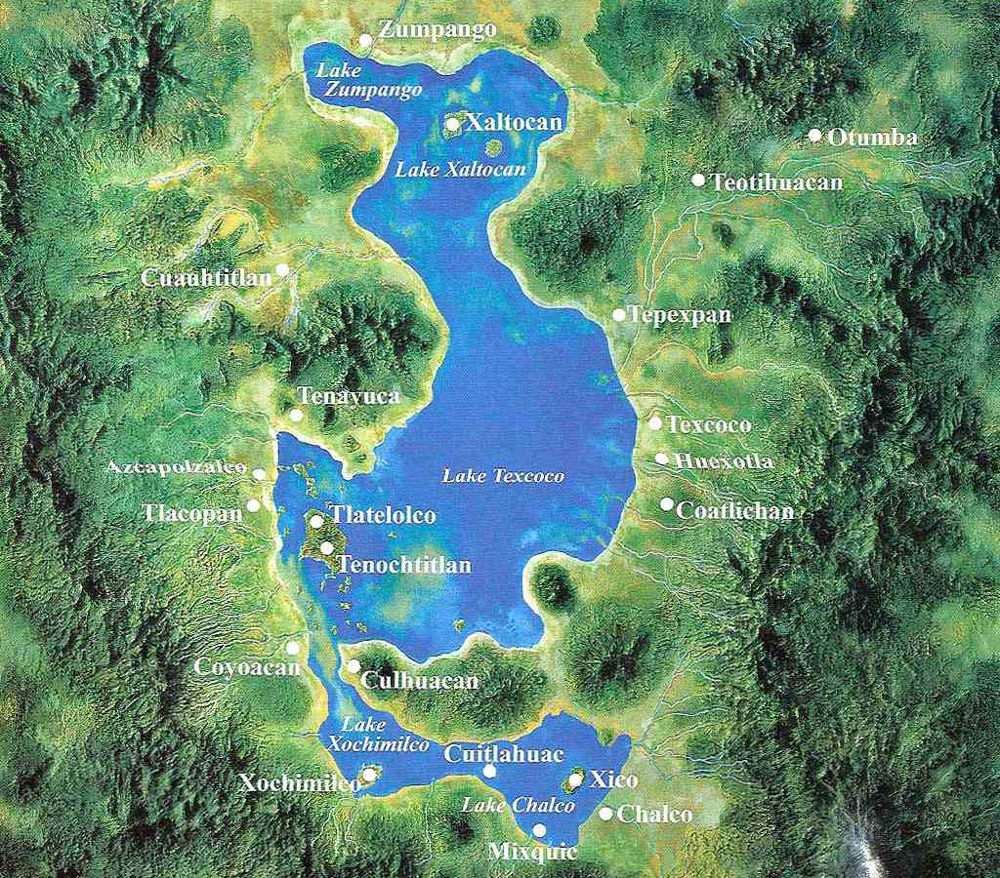 Zumpango
Lake
Zumpango
Xaltocan
Otumba
Lake Xaltocan
Teotihuacan
Cuauhtitlan
Tepexpan
Tenayuca
Texcoco
Huexotla
Azcapolzalco
Lake Texcoco
Tlacopan
Tlatelolco
Coatlichan
Tenochtitlan
Coyoacan
Culhuacan
Lake
Xochimilco
Cuitlahuac
Xochimilco
Xico
Lake Chalco
Chalco
Mixquic